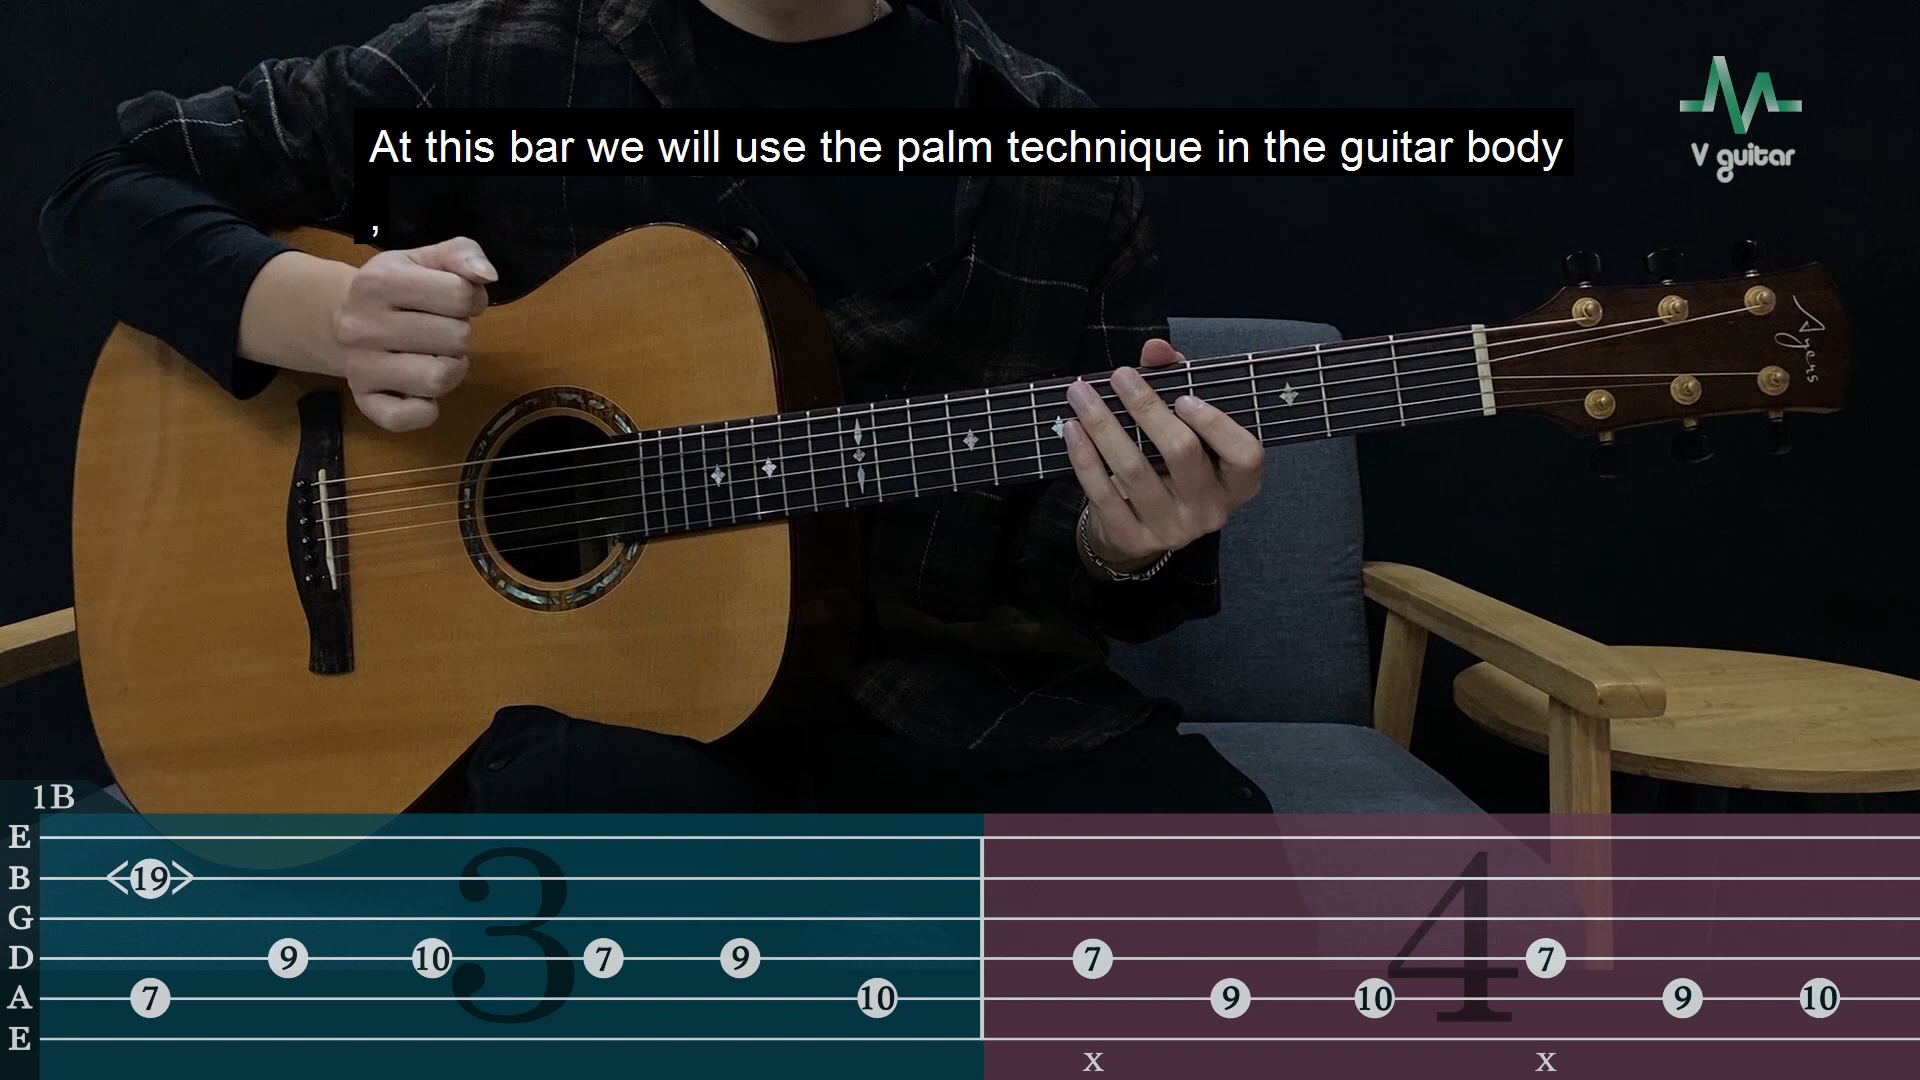 At this bar we will use the palm technique in the guitar body
,
V guitar
Ayers
1B
E
B <19>
G
D 9 10 7 9 7 7
A 7 10 9 10 9 10
E
3 4
x x